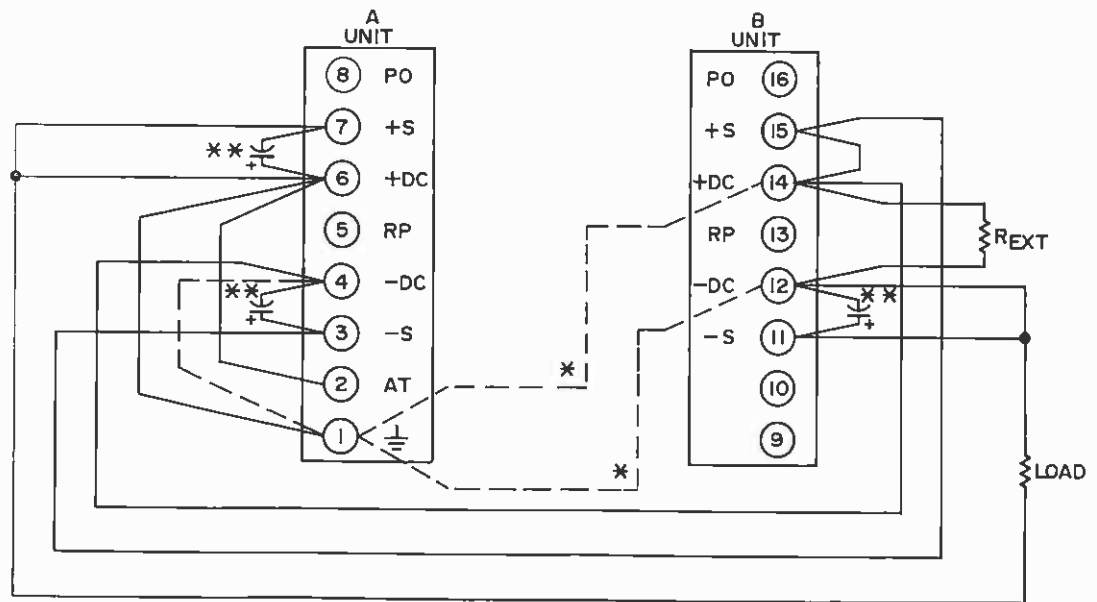 A
UNIT
8 PO
7 +S
6 +DC
5 RP
4 -DC
3 -S
2 AT
1
* *
+
* *
+
*
*
B
UNIT
PO 16
+S 15
+DC 14
RP 13
-DC 12
-S 11
10
9
* *
+
REXT
LOAD